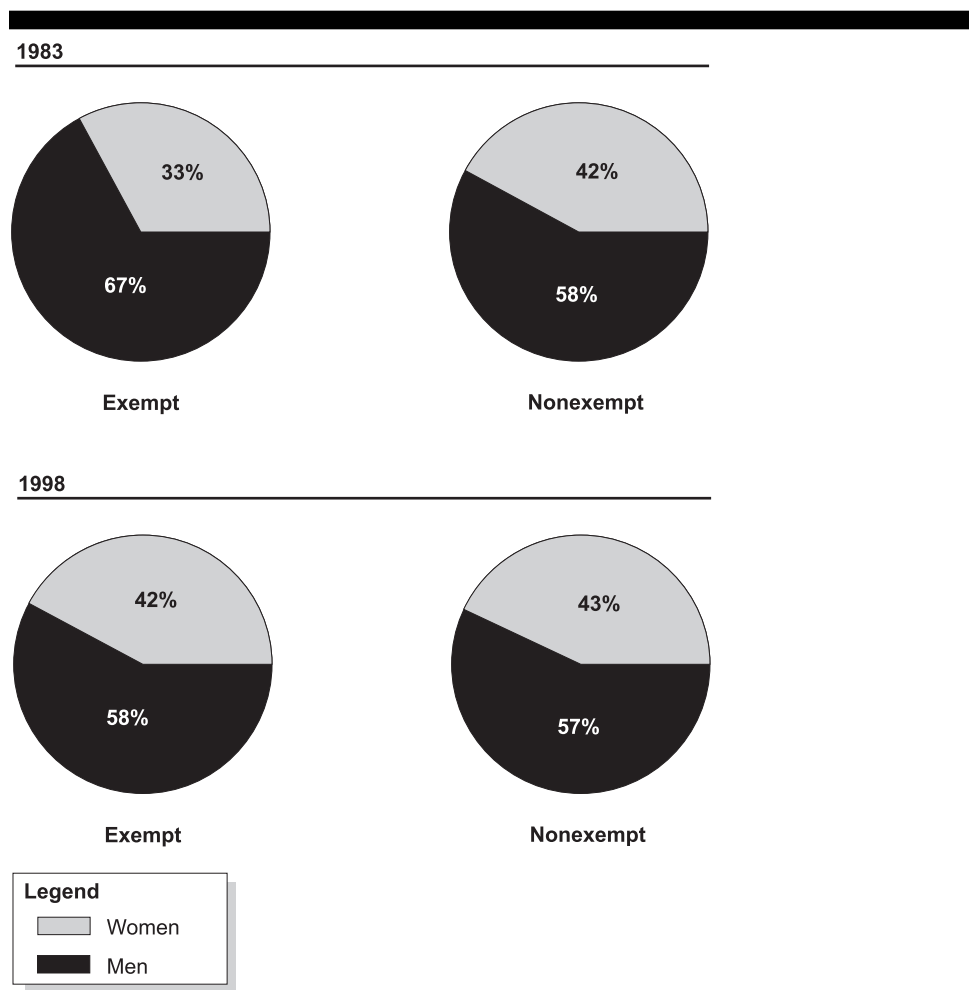 1983
33%
67%
42%
58%
Exempt
Nonexempt
1998
42%
58%
43%
57%
Exempt
Nonexempt
Legend
Women
Men